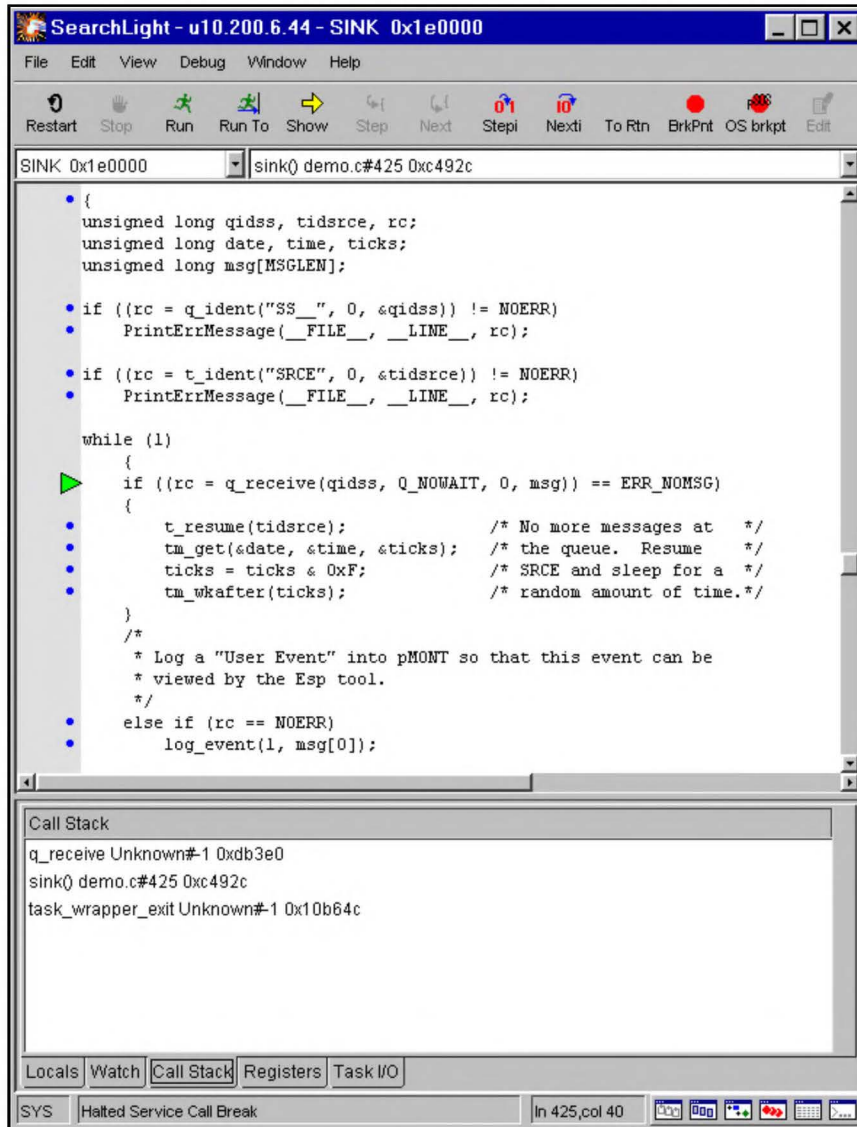 SearchLight - u10.200.6.44 - SINK 0x1e0000
File Edit View Debug Window Help
Restart Stop Run Run To Show Step Next Stepi Nexti To Rtn BrkPnt OS brkpt Edit
SINK 0x1e0000 sink() demo.c#425 0xc492c
{
unsigned long qidss, tidsrce, rc;
unsigned long date, time, ticks;
unsigned long msg[MSGLEN];
if ((rc = q_ident("SS__", 0, &qidss)) != NOERR)
PrintErrMessage(__FILE__, __LINE__, rc);
if ((rc = t_ident("SRCE", 0, &tidsrce)) != NOERR)
PrintErrMessage(__FILE__, __LINE__, rc);
while (1)
{
if ((rc = q_receive(qidss, Q_NOWAIT, 0, msg)) == ERR_NOMSG)
{
t_resume(tidsrce); /* No more messages at */
tm_get(&date, &time, &ticks); /* the queue. Resume */
ticks = ticks & 0xF; /* SRCE and sleep for a */
tm_wkafter(ticks); /* random amount of time.*/
}
/*
* Log a "User Event" into pMONT so that this event can be
* viewed by the Esp tool.
*/
else if (rc == NOERR)
log_event(1, msg[0]);
Call Stack
q_receive Unknown#-1 0xdb3e0
sink() demo.c#425 0xc492c
task_wrapper_exit Unknown#-1 0x10b64c
Locals Watch Call Stack Registers Task I/O
SYS Halted Service Call Break ln 425,col 40